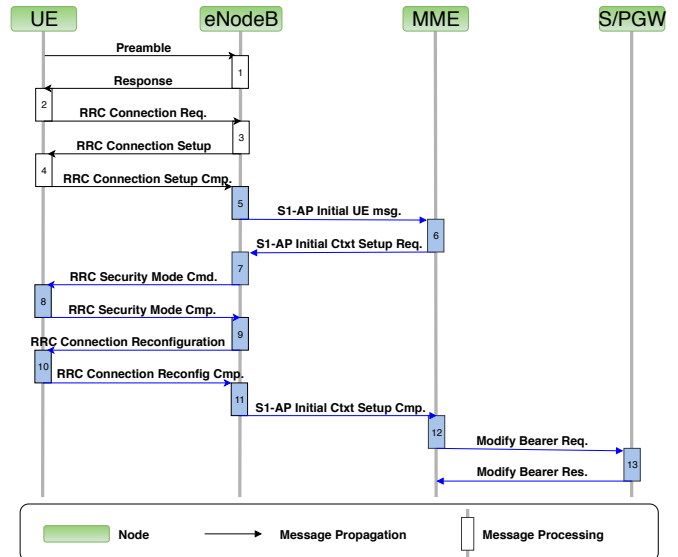 UE eNodeB MME S/PGW
Preamble
1
Response
2
RRC Connection Req.
3
RRC Connection Setup
4
RRC Connection Setup Cmp.
5
S1-AP Initial UE msg.
6
S1-AP Initial Ctxt Setup Req.
7
RRC Security Mode Cmd.
8
RRC Security Mode Cmp.
9
RRC Connection Reconfiguration
10
RRC Connection Reconfig Cmp.
11
S1-AP Initial Ctxt Setup Cmp.
12
Modify Bearer Req.
13
Modify Bearer Res.
Node Message Propagation Message Processing